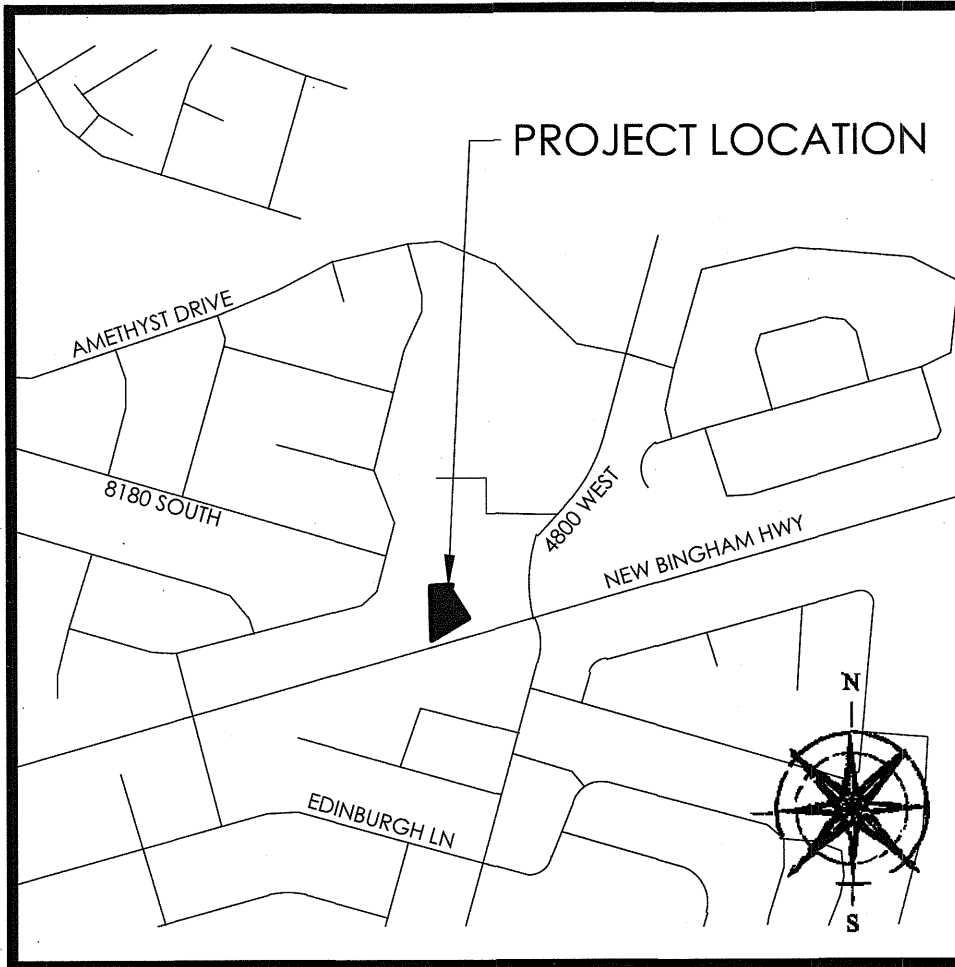 PROJECT LOCATION
AMETHYST DRIVE
8180 SOUTH
4800 WEST
NEW BINGHAM HWY
N
EDINBURGH LN
S